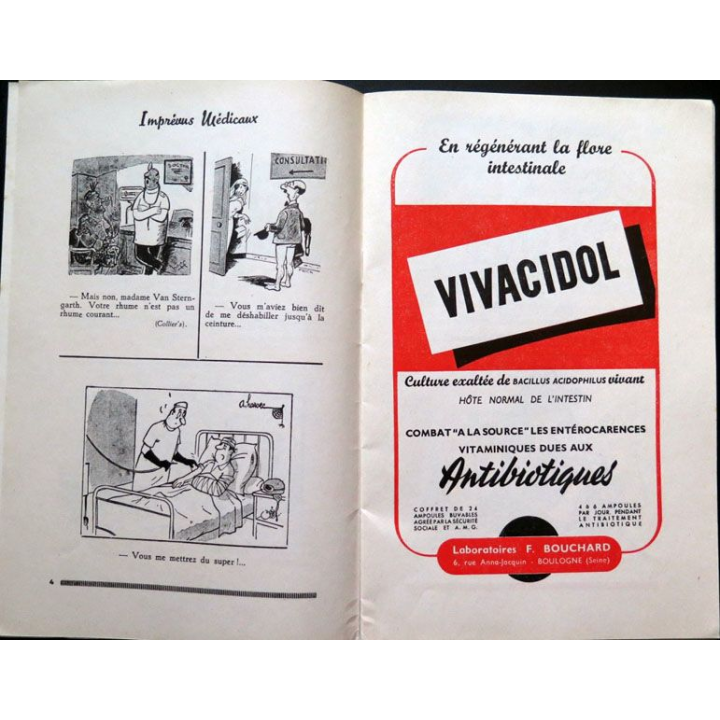 Imprévus Médicaux
DOCTOR
CONSULTATI
— Mais non, madame Van Stern-
garth. Votre rhume n'est pas un
rhume courant...
(Collier's).
— Vous m'aviez bien dit
de me déshabiller jusqu'à la
ceinture...
— Vous me mettrez du super !...
4
En régénérant la flore
intestinale
VIVACIDOL
Culture exaltée de BACILLUS ACIDOPHILUS vivant
HÔTE NORMAL DE L'INTESTIN
COMBAT "A LA SOURCE" LES ENTÉROCARENCES
VITAMINIQUES DUES AUX
Antibiotiques
COFFRET DE 24
AMPOULES BUVABLES
AGRÉÉ PAR LA SÉCURITÉ
SOCIALE ET A. M. G.
4 A 6 AMPOULES
PAR JOUR, PENDANT
LE TRAITEMENT
ANTIBIOTIQUE
Laboratoires F. BOUCHARD
6, rue Anna-Jacquin - BOULOGNE (Seine)